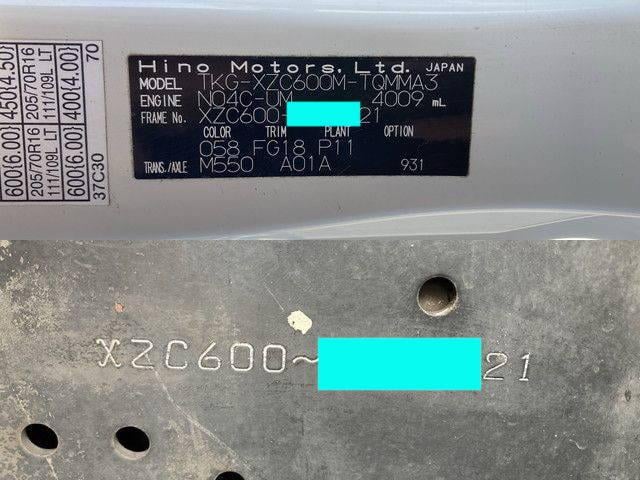 600{6.00} 450{4.50} 70
205/70R16 205/70R16
111/109L LT 111/109L LT
600{6.00} 400{4.00}
37C30
Hino Motors, Ltd. JAPAN
MODEL TKG-XZC600M-TQMMA3
ENGINE N04C-UM 4009 mL
FRAME No. XZC600- 21
COLOR TRIM PLANT OPTION
058 FG18 P11
TRANS./AXLE M550 A01A 931
XZC600~ 21